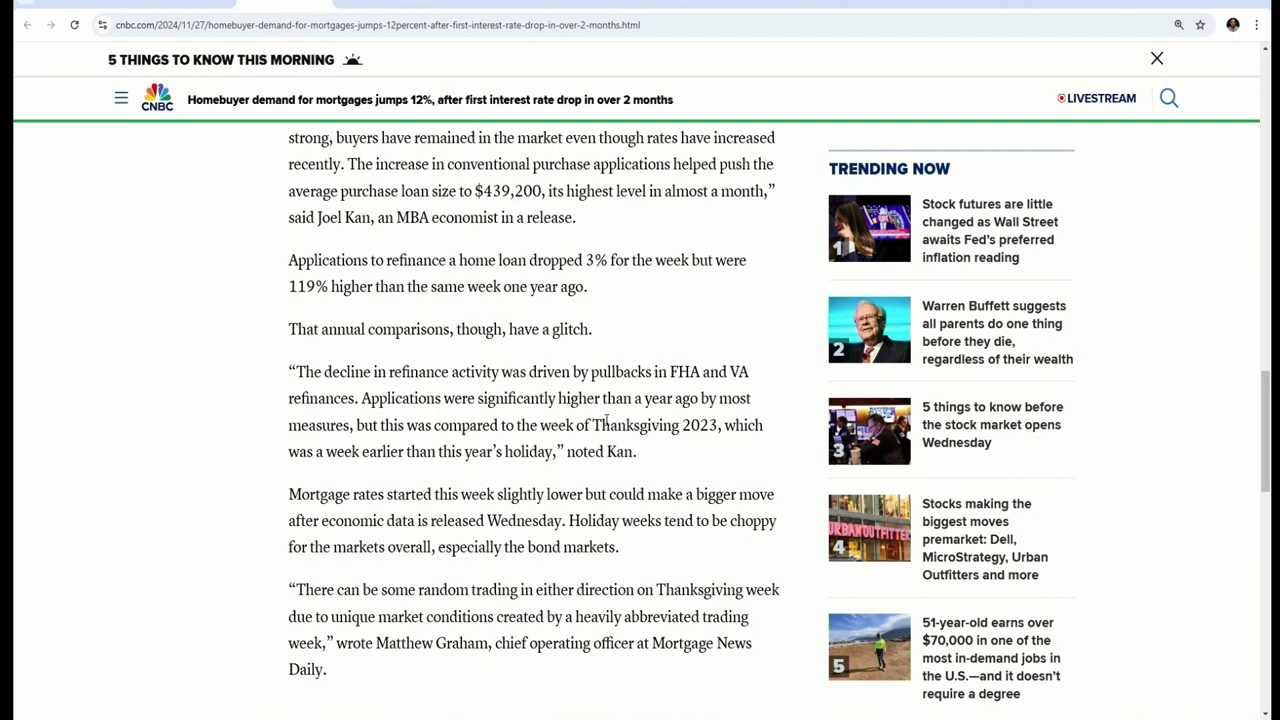 cnbc.com/2024/11/27/homebuyer-demand-for-mortgages-jumps-12percent-after-first-interest-rate-drop-in-over-2-months.html
5 THINGS TO KNOW THIS MORNING
CNBC
Homebuyer demand for mortgages jumps 12%, after first interest rate drop in over 2 months
LIVESTREAM
strong, buyers have remained in the market even though rates have increased
recently. The increase in conventional purchase applications helped push the
average purchase loan size to $439,200, its highest level in almost a month,”
said Joel Kan, an MBA economist in a release.
Applications to refinance a home loan dropped 3% for the week but were
119% higher than the same week one year ago.
That annual comparisons, though, have a glitch.
“The decline in refinance activity was driven by pullbacks in FHA and VA
refinances. Applications were significantly higher than a year ago by most
measures, but this was compared to the week of Thanksgiving 2023, which
was a week earlier than this year’s holiday,” noted Kan.
Mortgage rates started this week slightly lower but could make a bigger move
after economic data is released Wednesday. Holiday weeks tend to be choppy
for the markets overall, especially the bond markets.
“There can be some random trading in either direction on Thanksgiving week
due to unique market conditions created by a heavily abbreviated trading
week,” wrote Matthew Graham, chief operating officer at Mortgage News
Daily.
TRENDING NOW
1
Stock futures are little
changed as Wall Street
awaits Fed’s preferred
inflation reading
2
Warren Buffett suggests
all parents do one thing
before they die,
regardless of their wealth
3
5 things to know before
the stock market opens
Wednesday
URBAN OUTFITTER
4
Stocks making the
biggest moves
premarket: Dell,
MicroStrategy, Urban
Outfitters and more
5
51-year-old earns over
$70,000 in one of the
most in-demand jobs in
the U.S.—and it doesn’t
require a degree